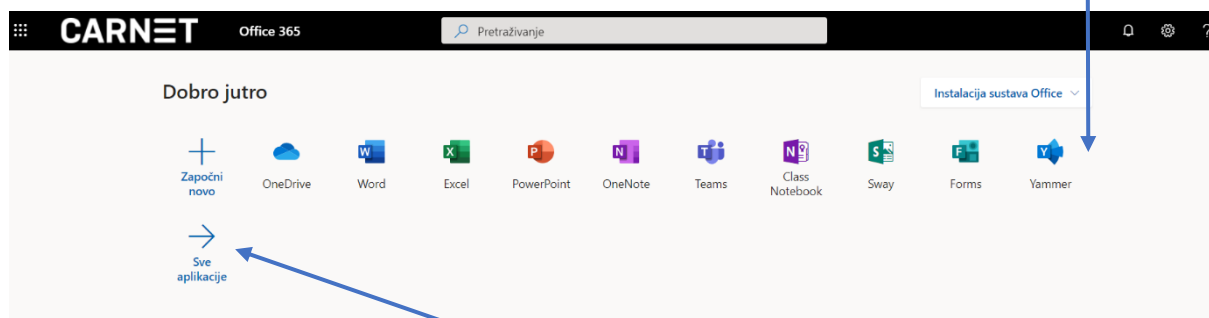 CARNET Office 365 Pretraživanje ?
Dobro jutro
Instalacija sustava Office
Započni novo
OneDrive
Word
Excel
PowerPoint
OneNote
Teams
Class Notebook
Sway
Forms
Yammer
Sve
aplikacije